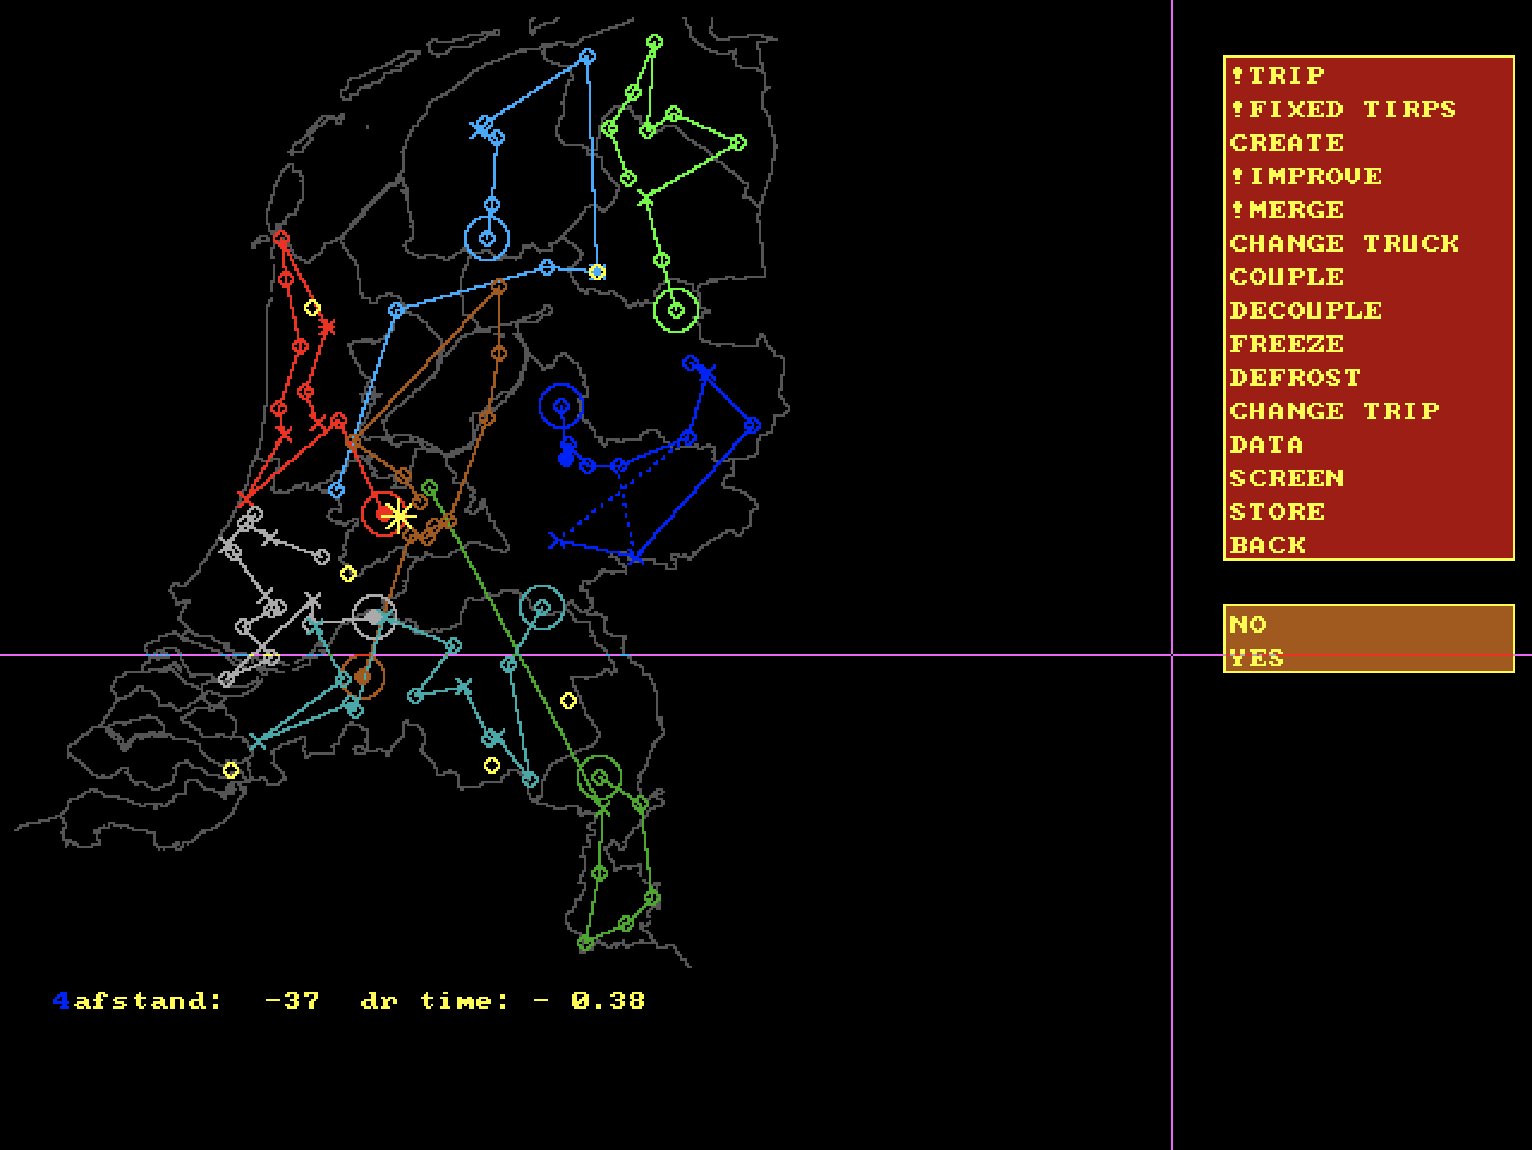 !TRIP
!FIXED TIRPS
CREATE
!IMPROVE
!MERGE
CHANGE TRUCK
COUPLE
DECOUPLE
FREEZE
DEFROST
CHANGE TRIP
DATA
SCREEN
STORE
BACK
NO
YES
4afstand: -37 dr time: - 0.38